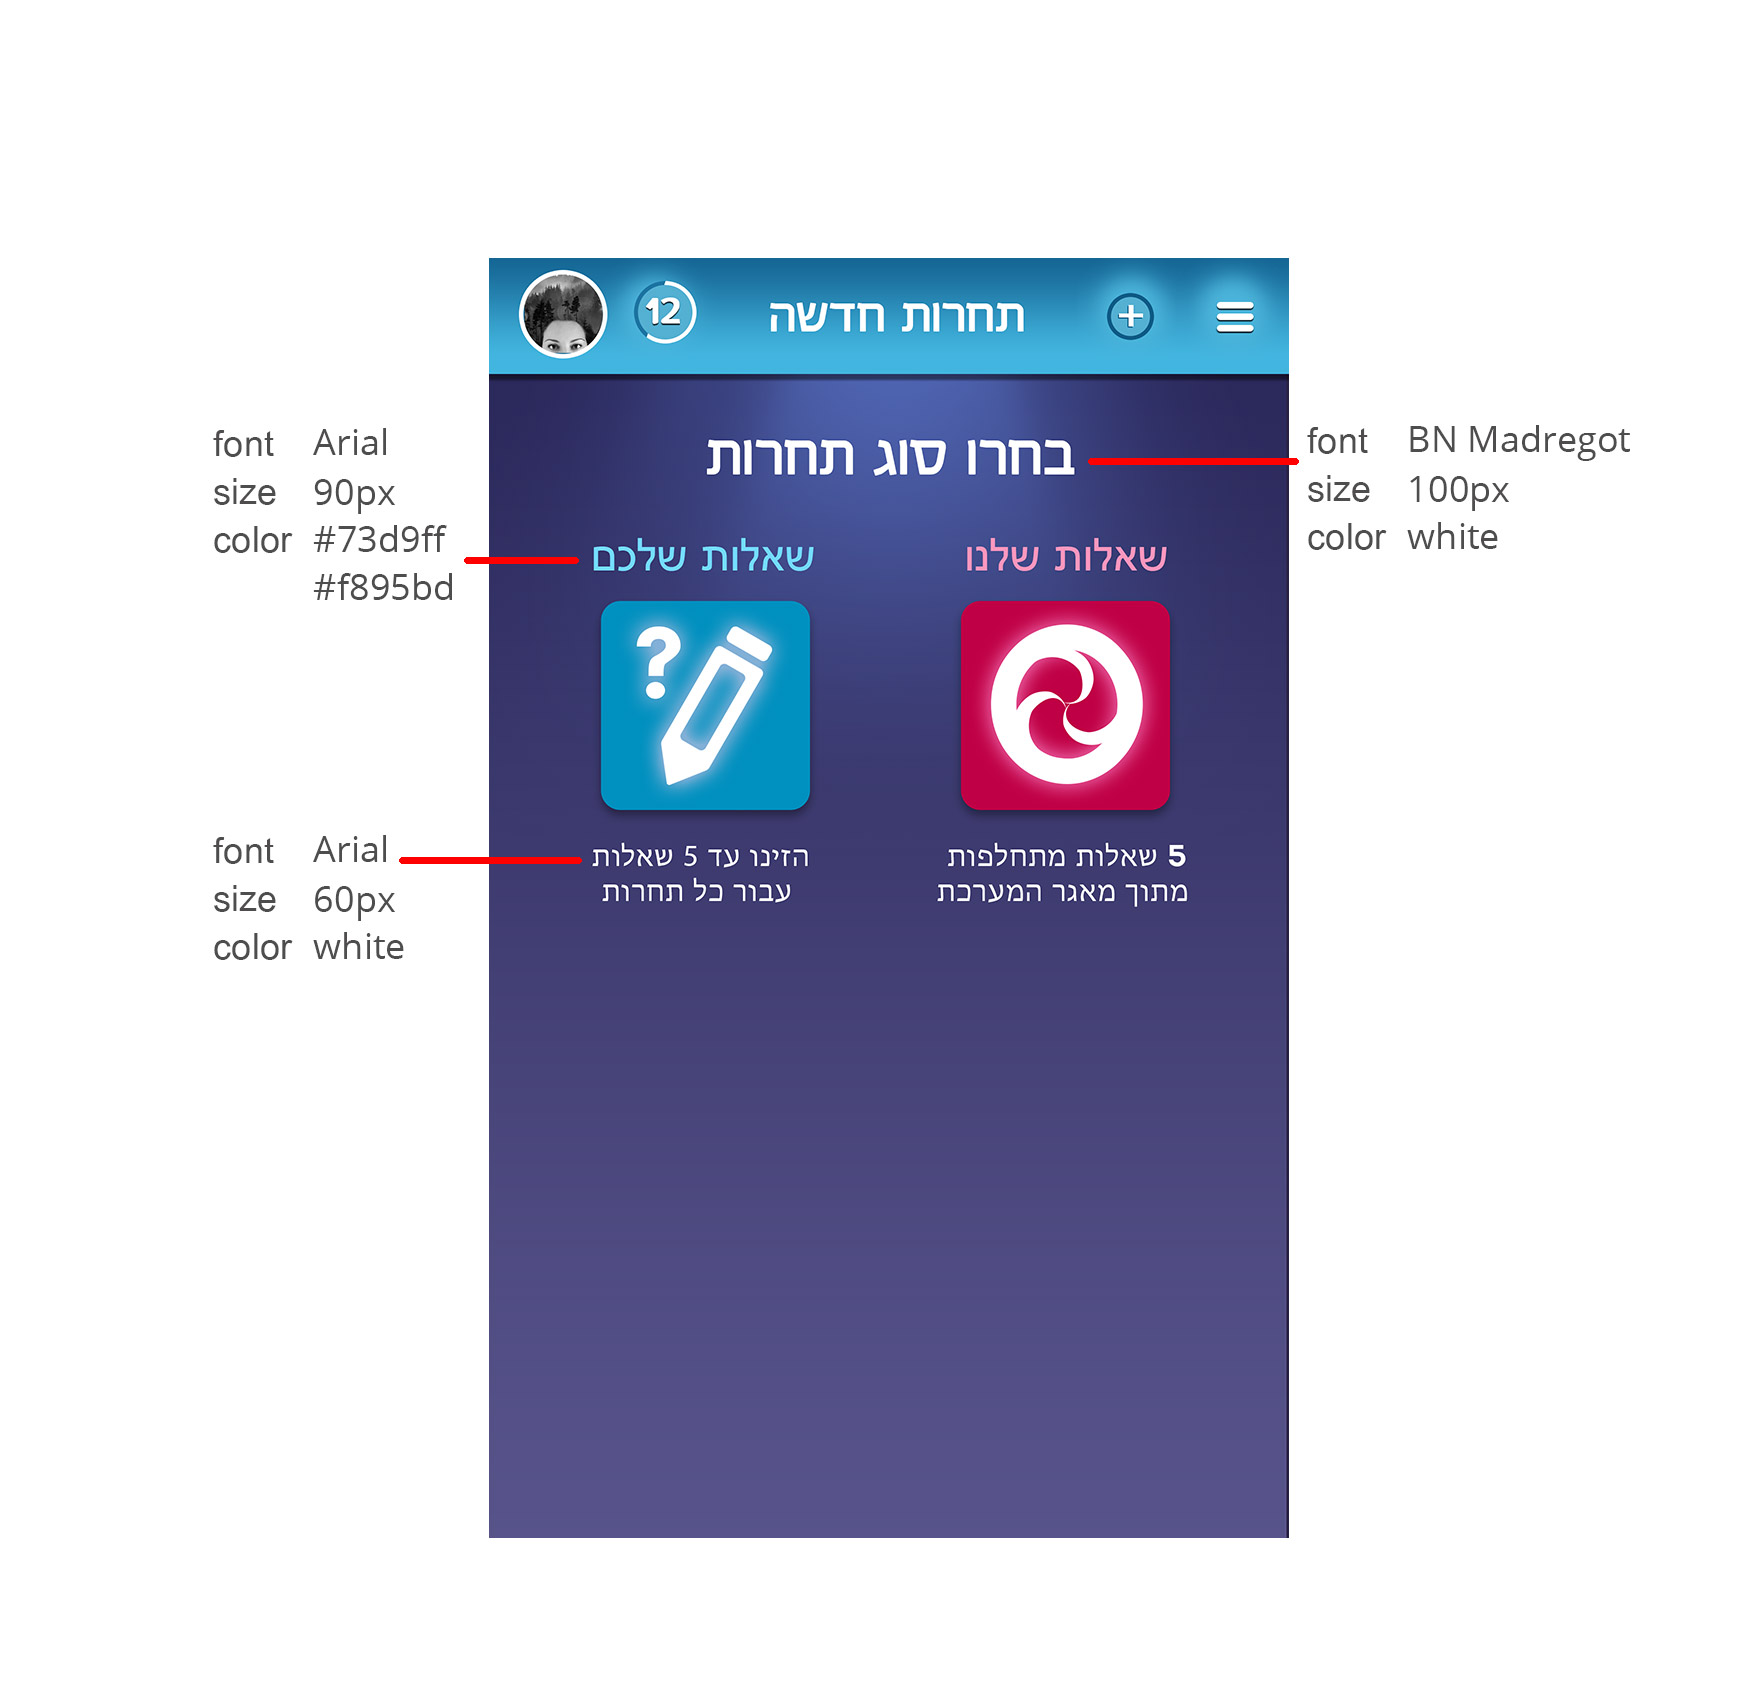 12
תחרות חדשה
בחרו סוג תחרות
font BN Madregot
size 100px
color white
font Arial
size 90px
color #73d9ff
#f895bd
שאלות שלנו
שאלות שלכם
?
5 שאלות מתחלפות
מתוך מאגר המערכת
הזינו עד 5 שאלות
עבור כל תחרות
font Arial
size 60px
color white